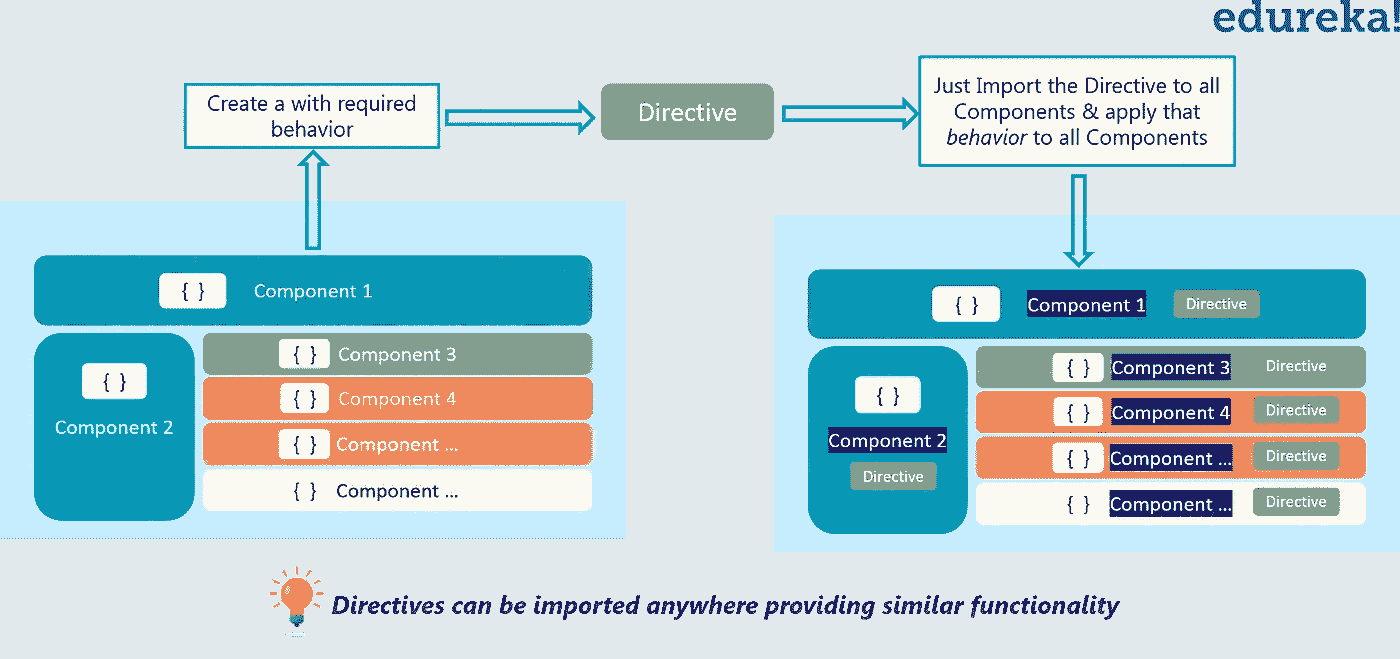 edureka!
Create a with required
behavior
Directive
Just Import the Directive to all
Components & apply that
behavior to all Components
{ } Component 1
{ }
Component 2
{ } Component 3
{ } Component 4
{ } Component ...
{ } Component ...
{ } Component 1 Directive
{ }
Component 2
Directive
{ } Component 3 Directive
{ } Component 4 Directive
{ } Component ... Directive
{ } Component ... Directive
Directives can be imported anywhere providing similar functionality